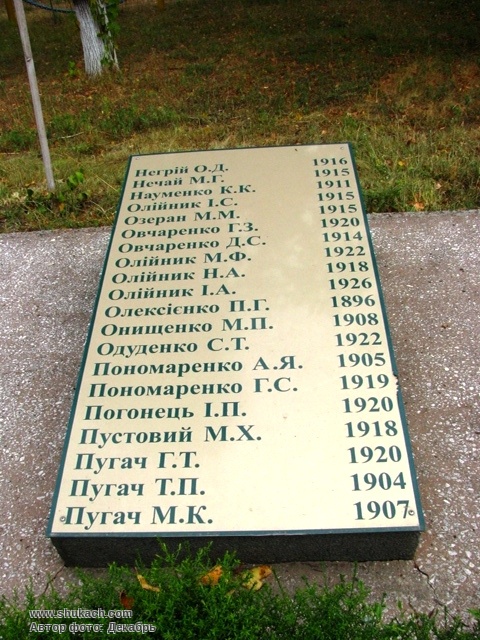 Негрій О.Д. 1916
Нечай М.Г. 1915
Науменко К.К. 1911
Олійник І.С. 1915
Озеран М.М. 1915
Овчаренко Г.З. 1920
Овчаренко Д.С. 1914
Олійник М.Ф. 1922
Олійник Н.А. 1918
Олійник І.А. 1926
Олексієнко П.Г. 1896
Онищенко М.П. 1908
Одуденко С.Т. 1922
Пономаренко А.Я. 1905
Пономаренко Г.С. 1919
Погонець І.П. 1920
Пустовий М.Х. 1918
Пугач Г.Т. 1920
Пугач Т.П. 1904
Пугач М.К. 1907
www.shukach.com
Автор фото: Декабрь